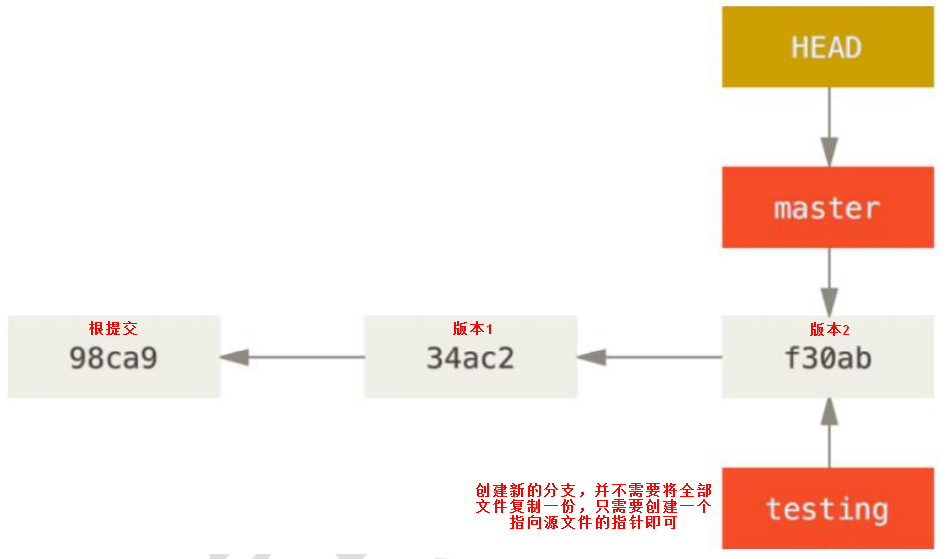 HEAD
master
根提交
98ca9
版本1
34ac2
版本2
f30ab
创建新的分支，并不需要将全部
文件复制一份，只需要创建一个
指向源文件的指针即可
testing